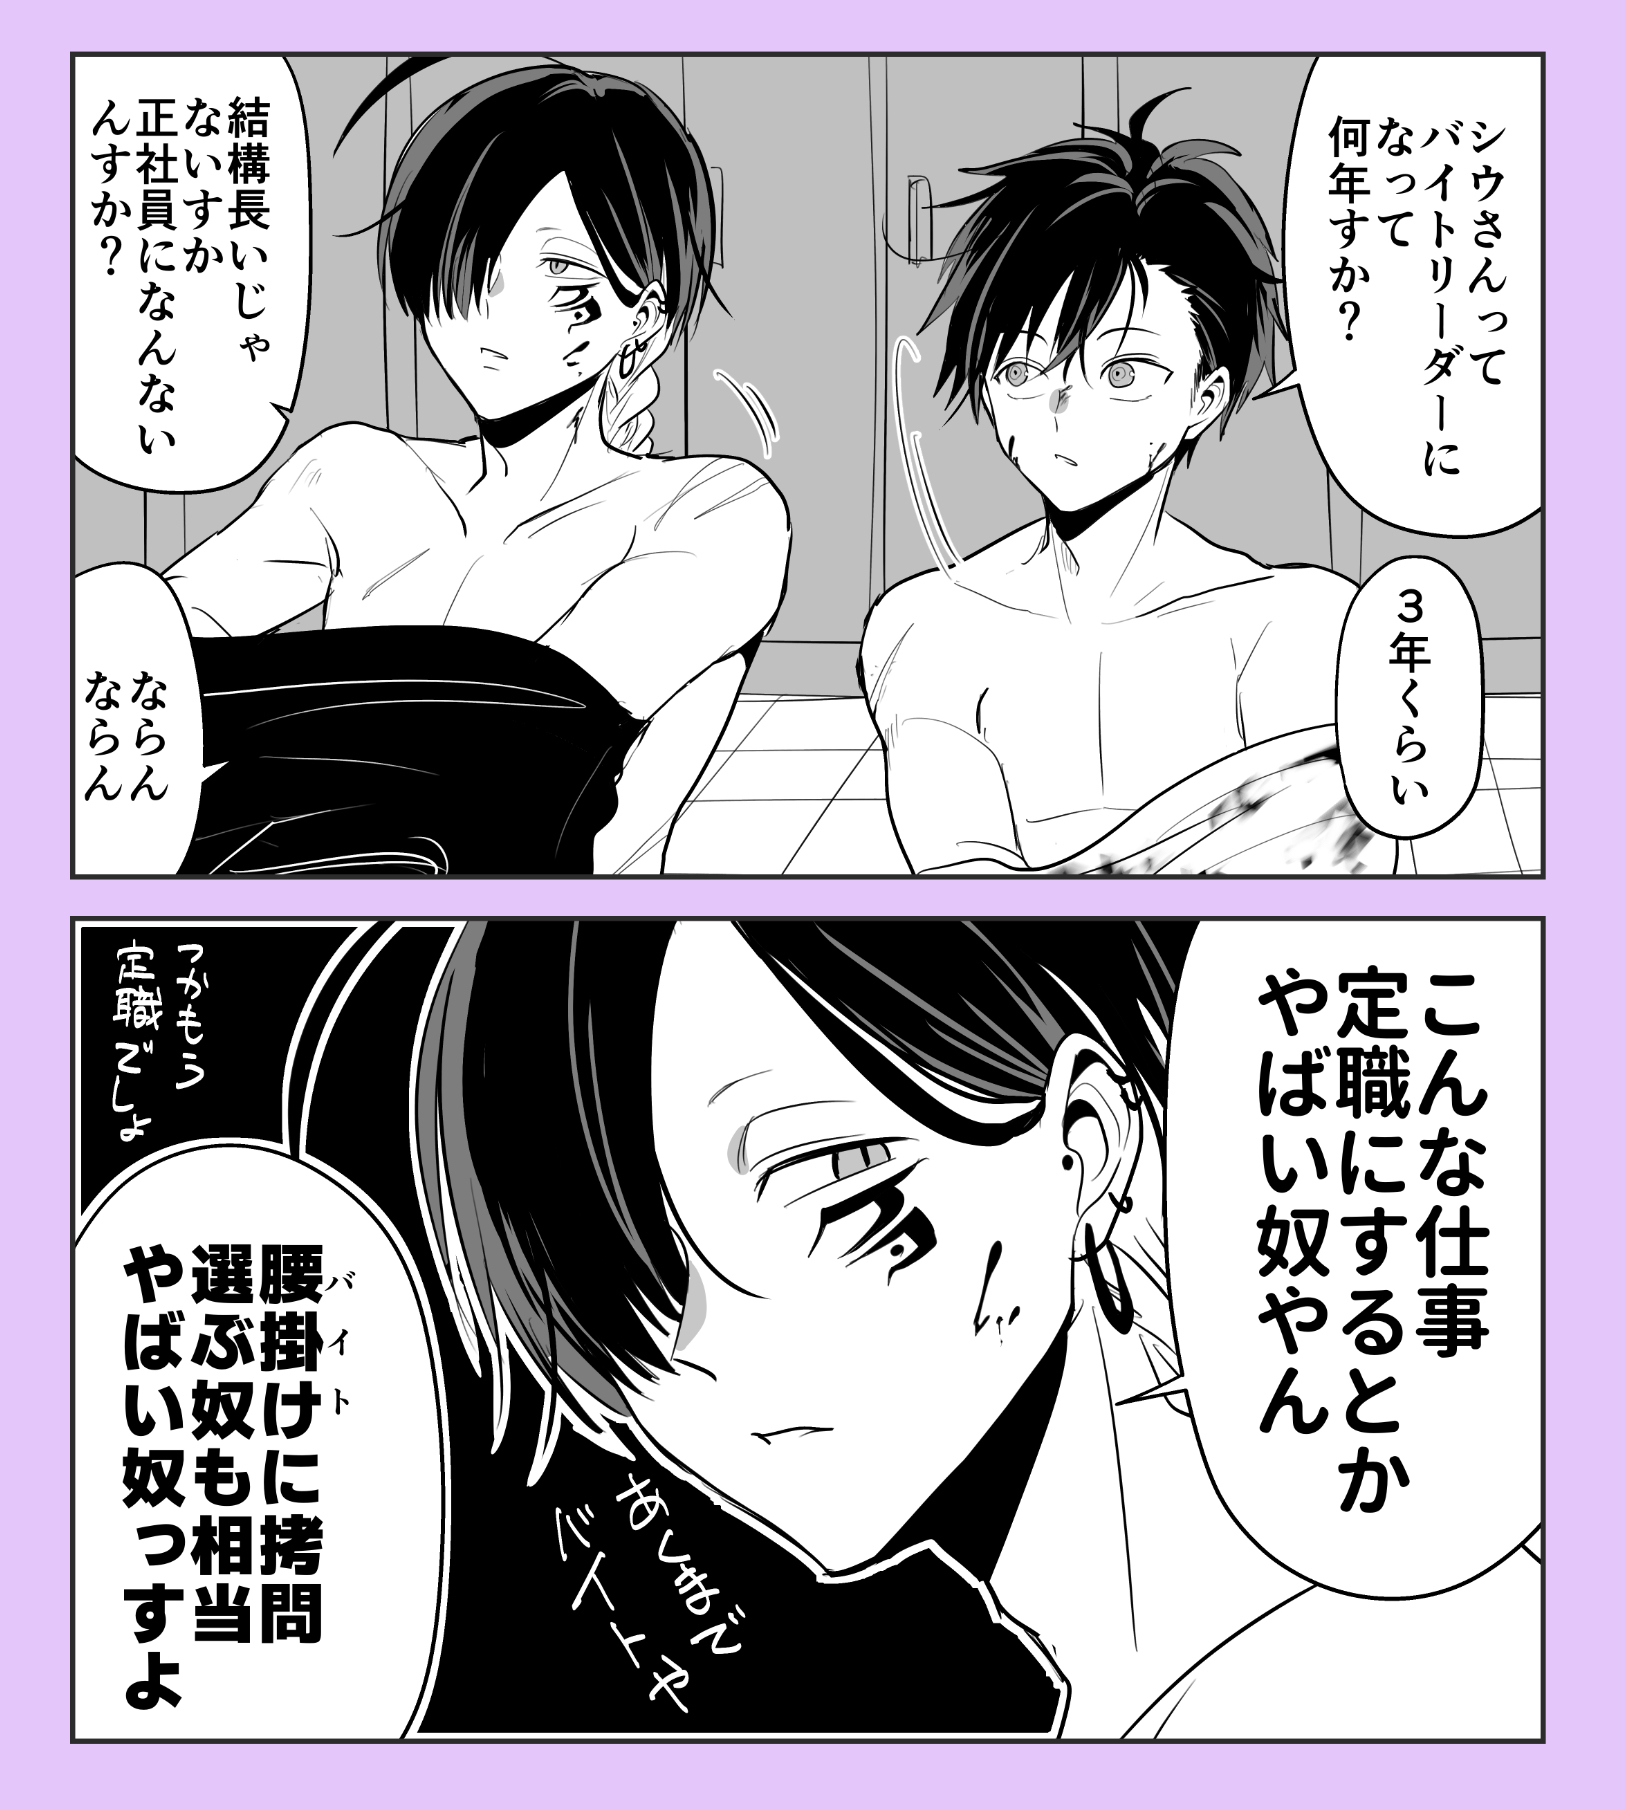 シウさんって
バイトリーダーに
なって
何年すか？
３年くらい
結構長いじゃ
ないすか
正社員になんない
んすか？
ならん
ならん
こんな仕事
定職にするとか
やばい奴やん
あくまで
バイトや
つかもう
定職でしょ
腰掛けに拷問
バイト
選ぶ奴も相当
やばい奴っすよ